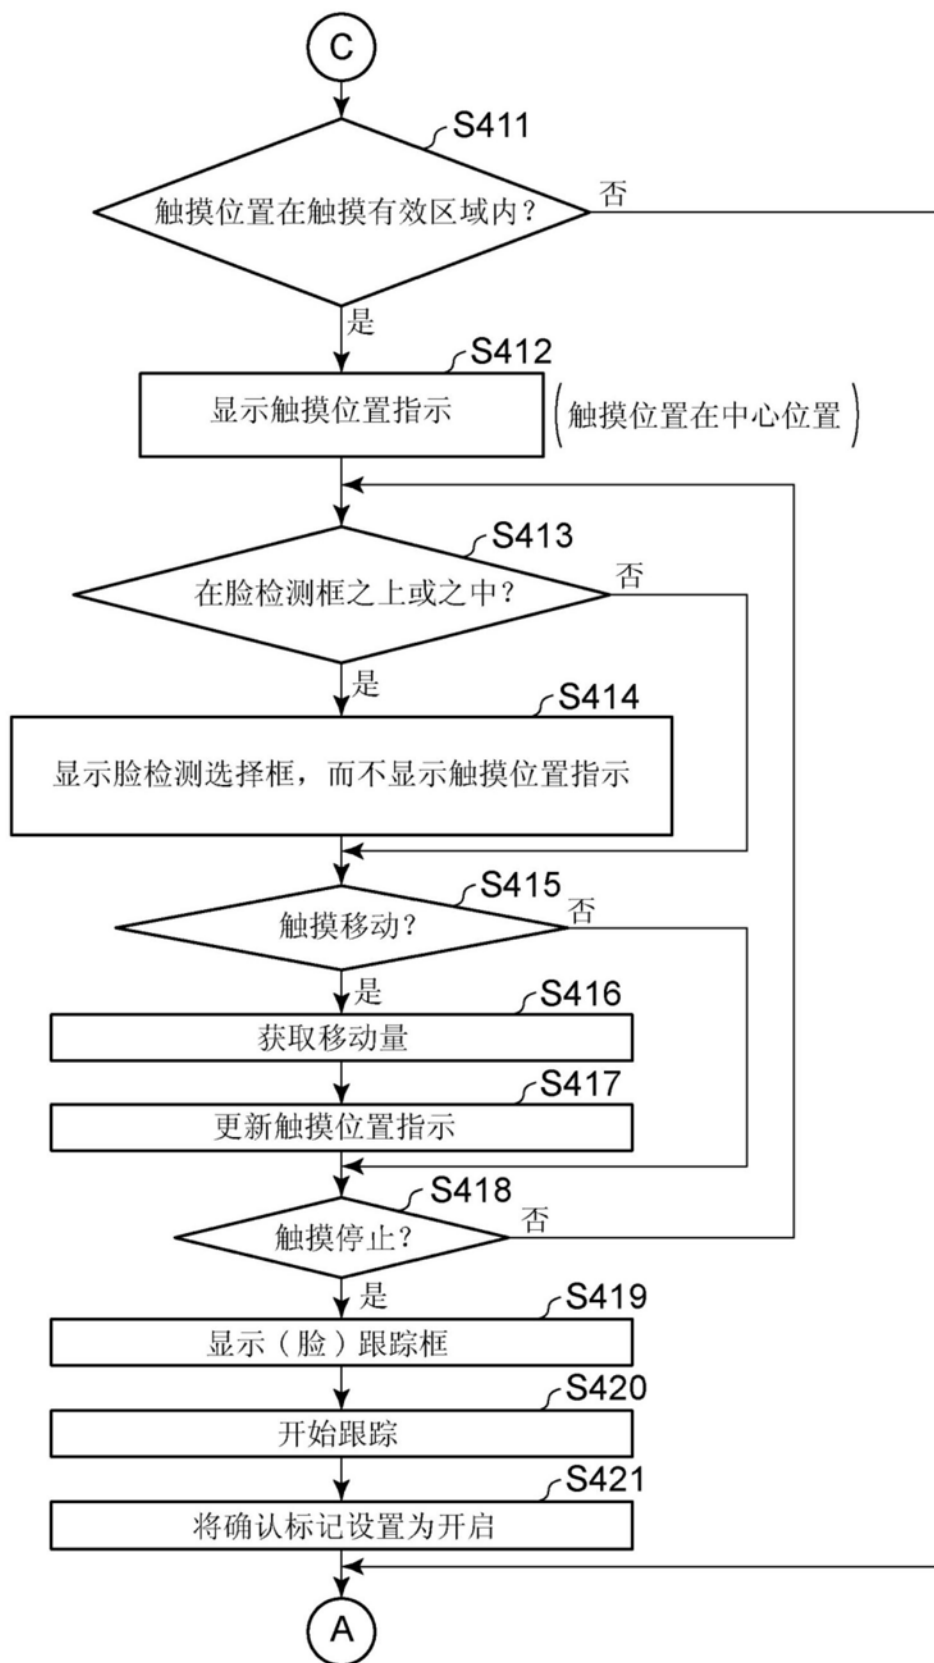 C
S411
触摸位置在触摸有效区域内?
否
是
S412
显示触摸位置指示
(触摸位置在中心位置)
S413
在脸检测框之上或之中?
否
是
S414
显示脸检测选择框,而不显示触摸位置指示
S415
触摸移动?
否
是
S416
获取移动量
S417
更新触摸位置指示
S418
触摸停止?
否
是
S419
显示(脸)跟踪框
S420
开始跟踪
S421
将确认标记设置为开启
A